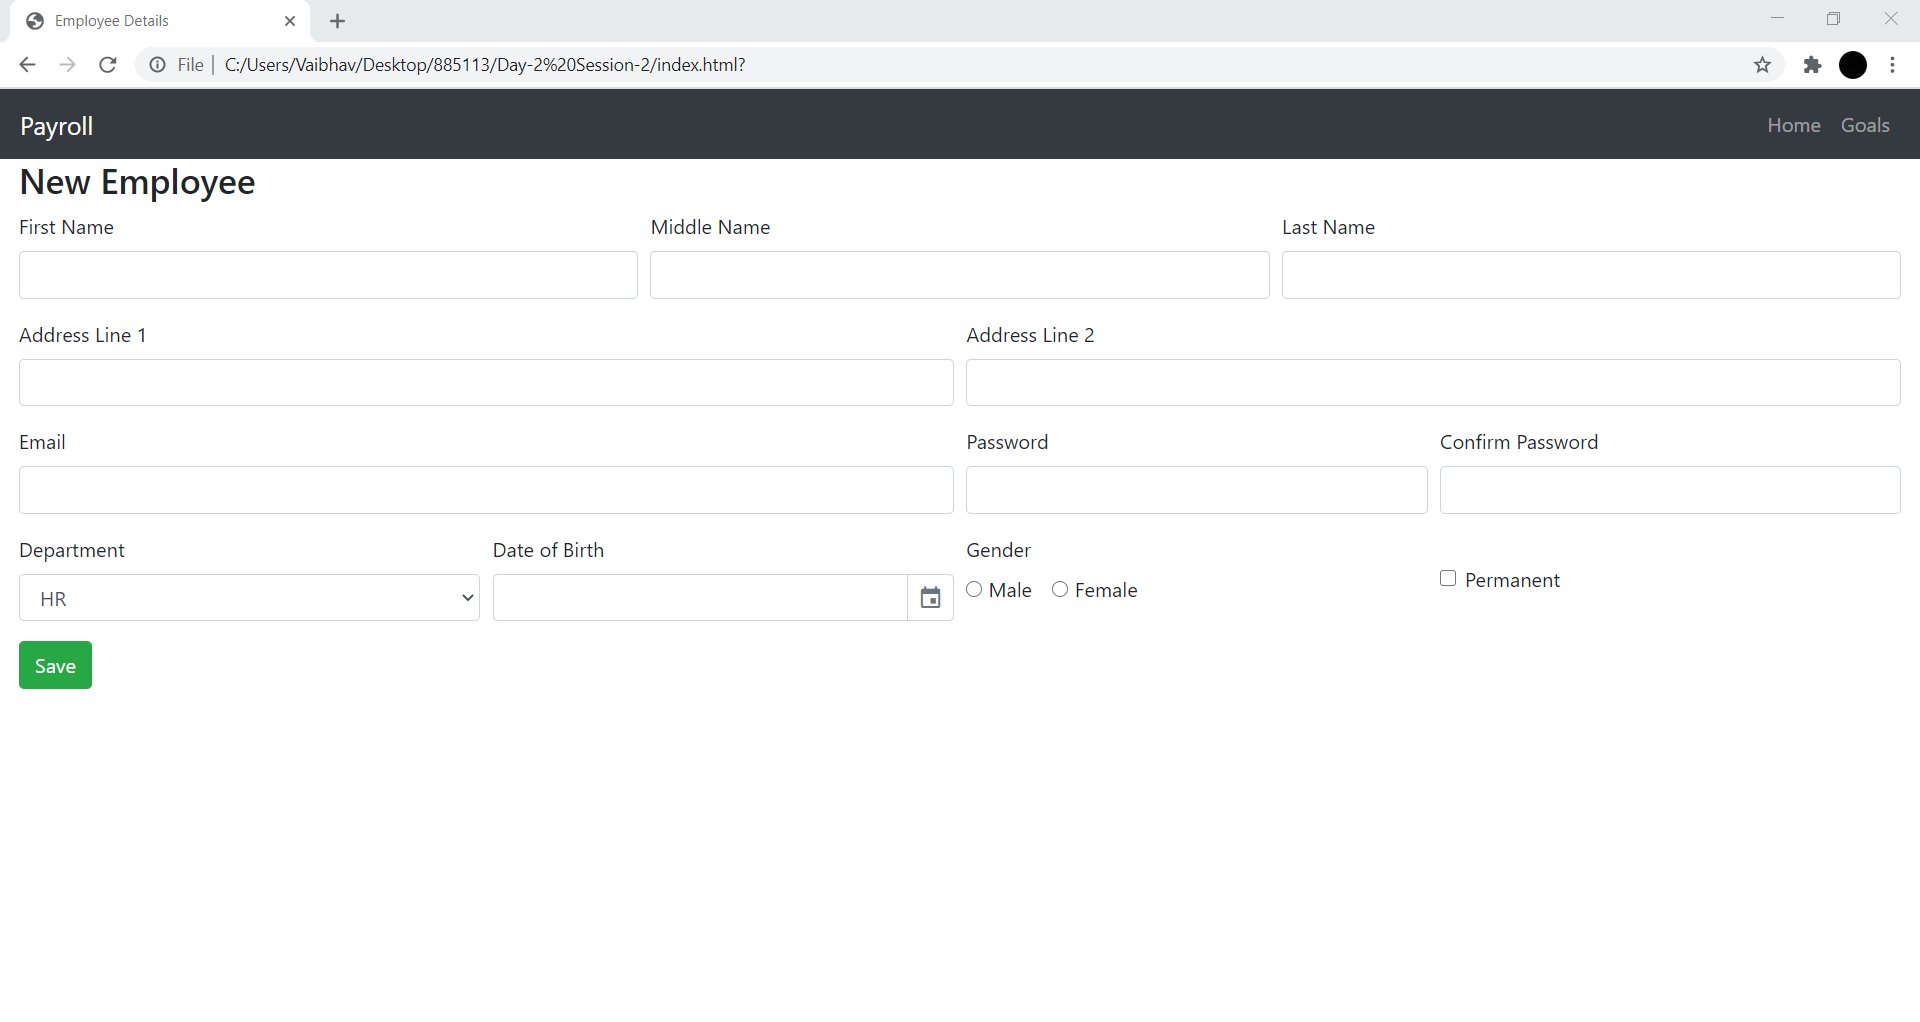 Employee Details
File | C:/Users/Vaibhav/Desktop/885113/Day-2%20Session-2/index.html?
Payroll Home Goals
New Employee
First Name Middle Name Last Name
Address Line 1 Address Line 2
Email Password Confirm Password
Department Date of Birth Gender
HR Male Female Permanent
Save